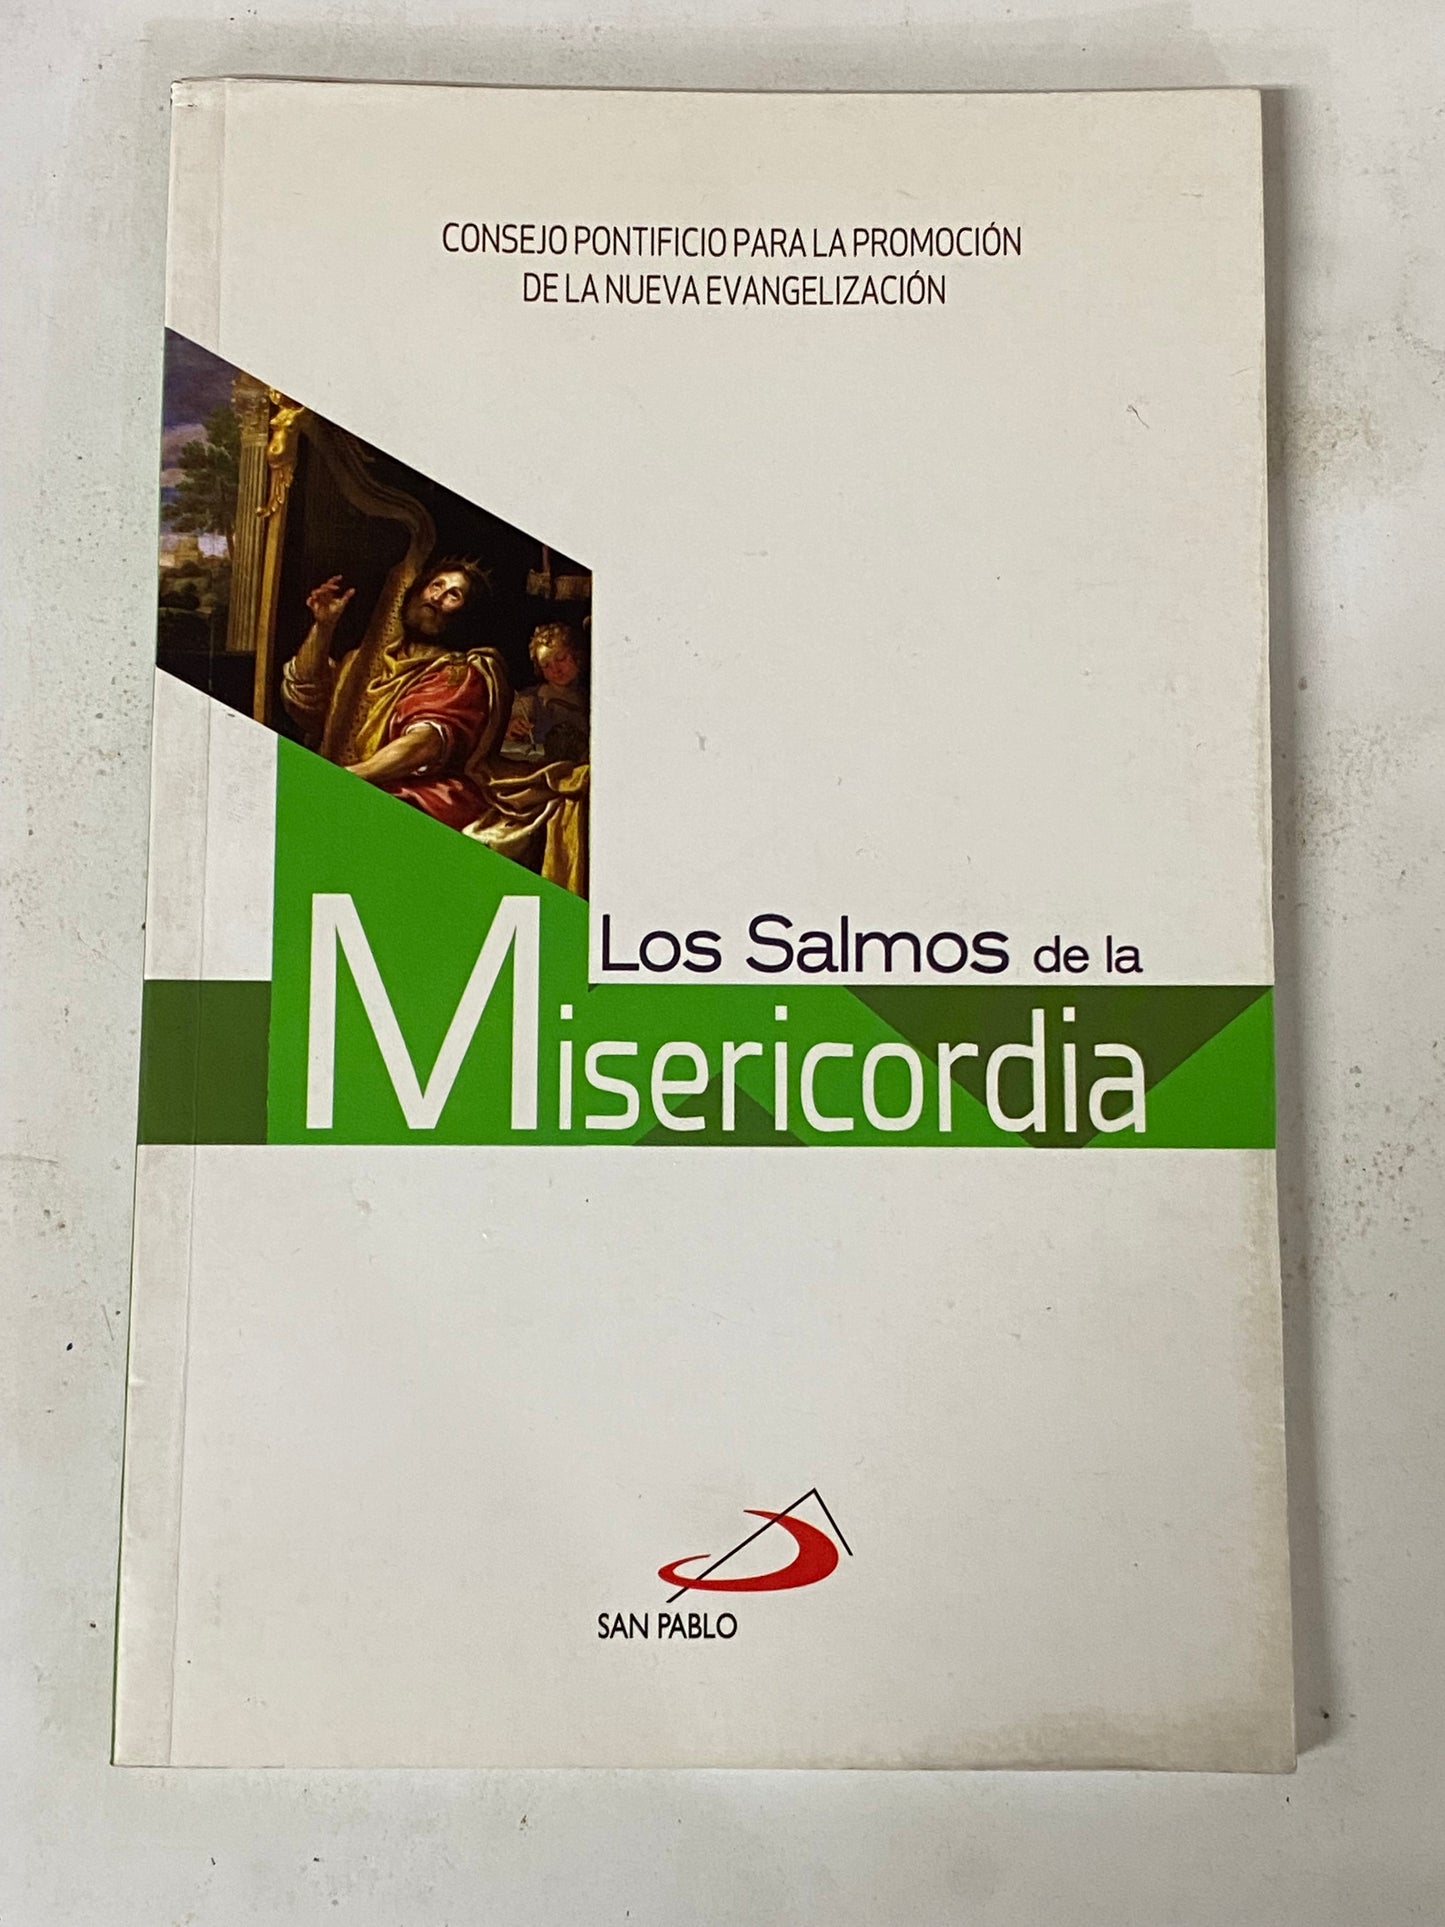 CONSEJO PONTIFICIO PARA LA PROMOCIÓN
DE LA NUEVA EVANGELIZACIÓN
Los Salmos de la
Misericordia
SAN PABLO